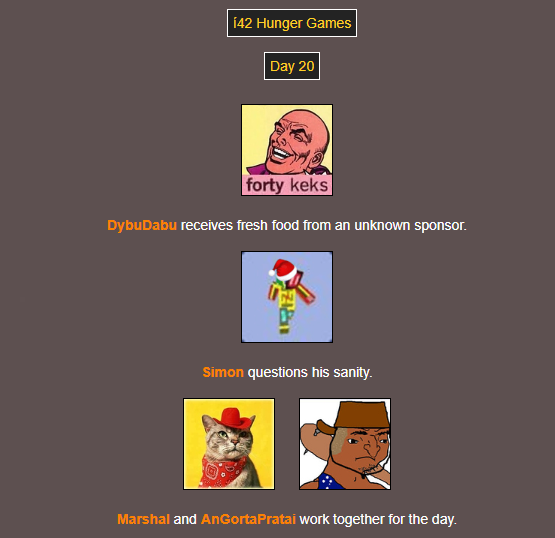 í42 Hunger Games
Day 20
forty keks
DybuDabu receives fresh food from an unknown sponsor.
Simon questions his sanity.
Marshal and AnGortaPratai work together for the day.